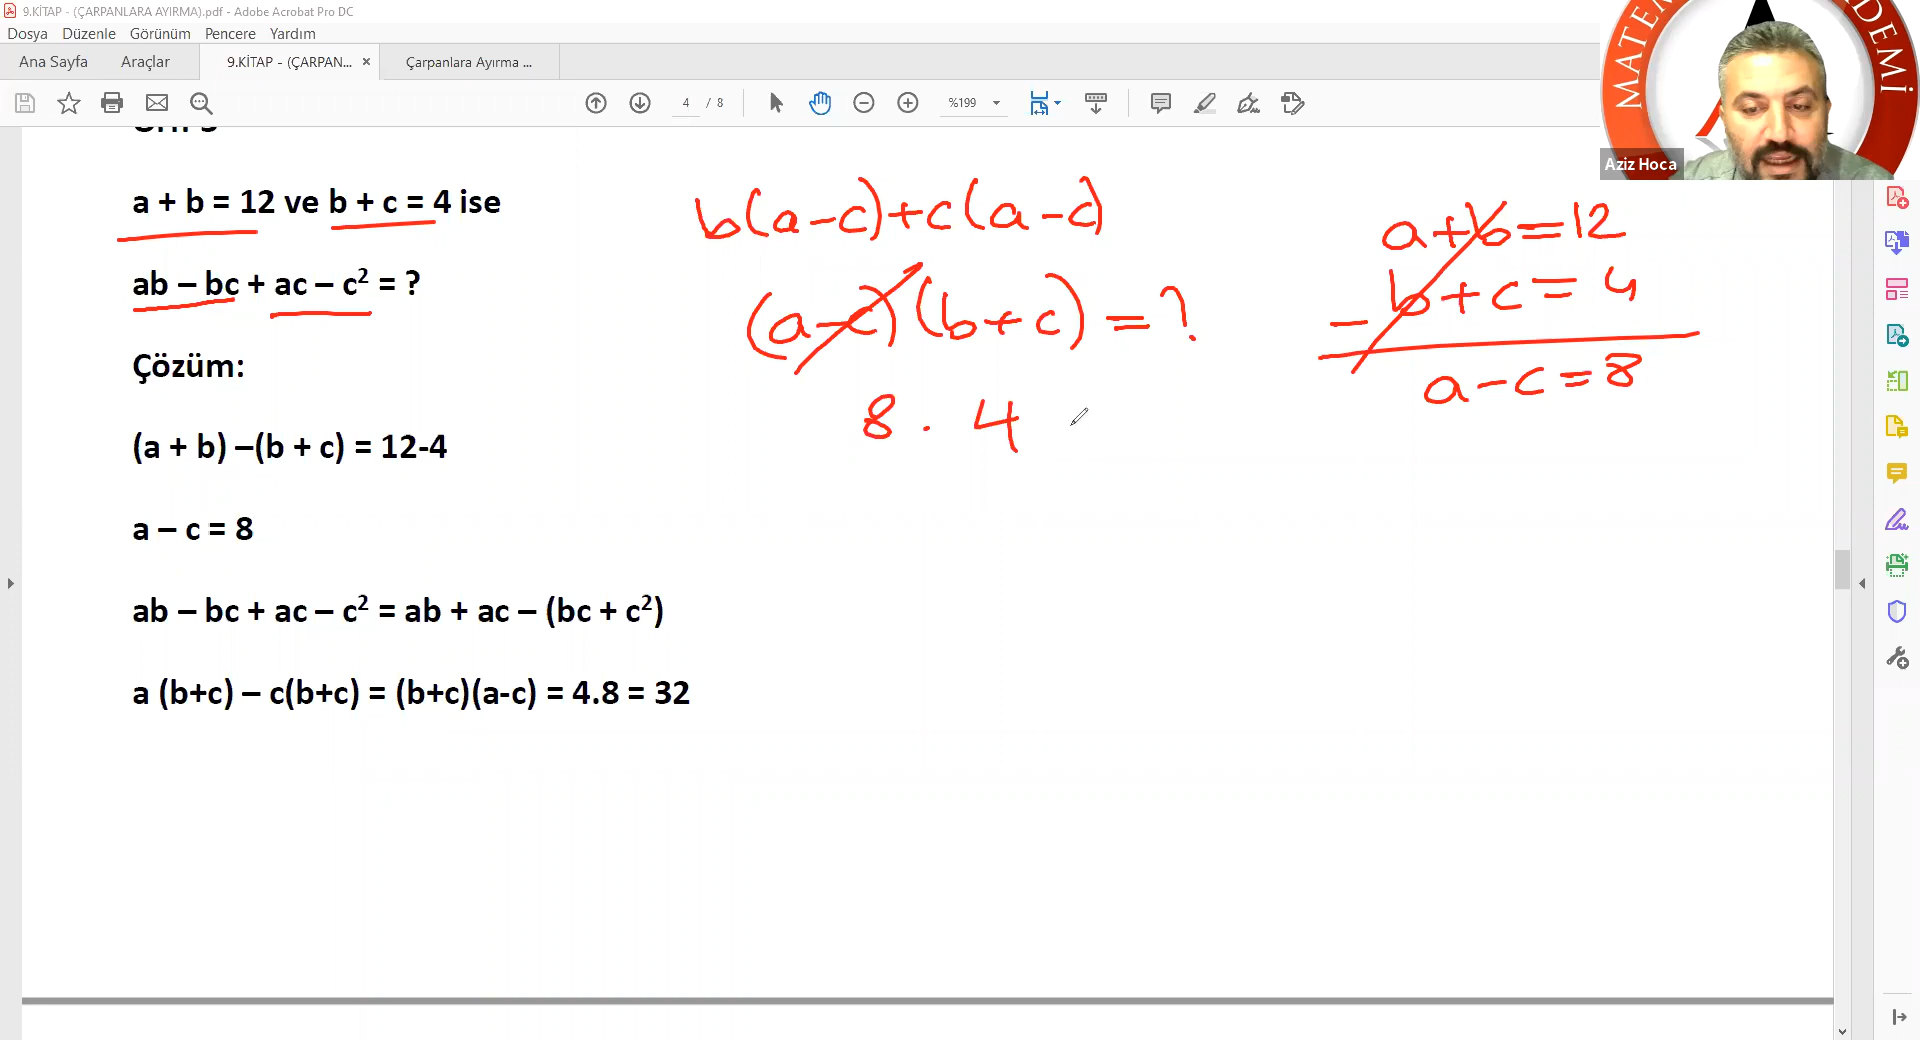 9.KİTAP - (ÇARPANLARA AYIRMA).pdf - Adobe Acrobat Pro DC
Dosya Düzenle Görünüm Pencere Yardım
Ana Sayfa Araçlar 9.KİTAP - (ÇARPAN... × Çarpanlara Ayırma ...
4 / 8 %199
Aziz Hoca
a + b = 12 ve b + c = 4 ise
ab – bc + ac – c² = ?
Çözüm:
(a + b) –(b + c) = 12-4
a – c = 8
ab – bc + ac – c² = ab + ac – (bc + c²)
a (b+c) – c(b+c) = (b+c)(a-c) = 4.8 = 32
b(a-c)+c(a-c)
(a-c)(b+c)=?
8 . 4
a+b=12
- b+c=4
a-c=8